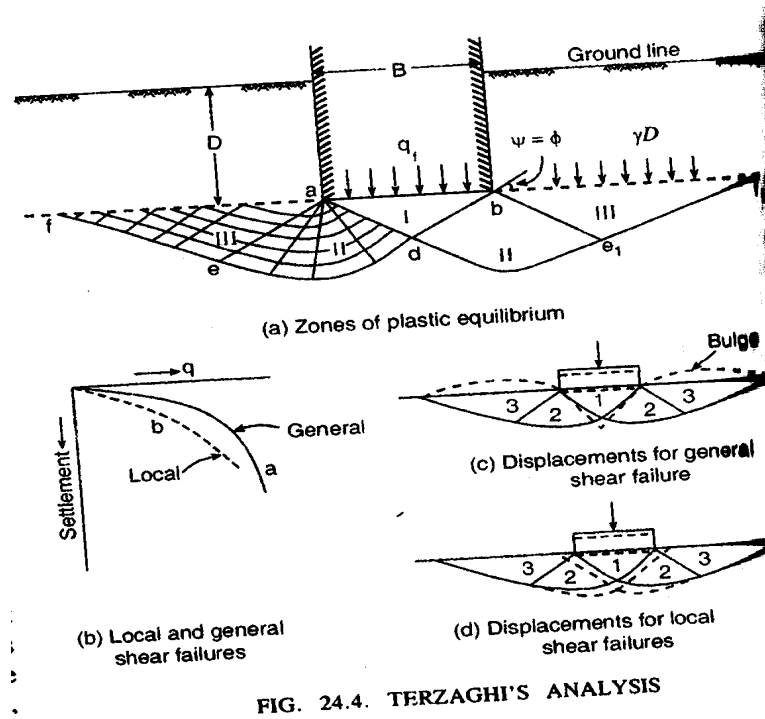 Ground line
B
D
q_f
ψ = φ
γD
a
b
I
III
III
II
d
II
e₁
f
e
(a) Zones of plastic equilibrium
q
b
General
Local
a
Settlement
(b) Local and general
shear failures
Bulge
3 2 1 2 3
(c) Displacements for general
shear failure
3 2 1 2 3
(d) Displacements for local
shear failures
FIG. 24.4. TERZAGHI'S ANALYSIS